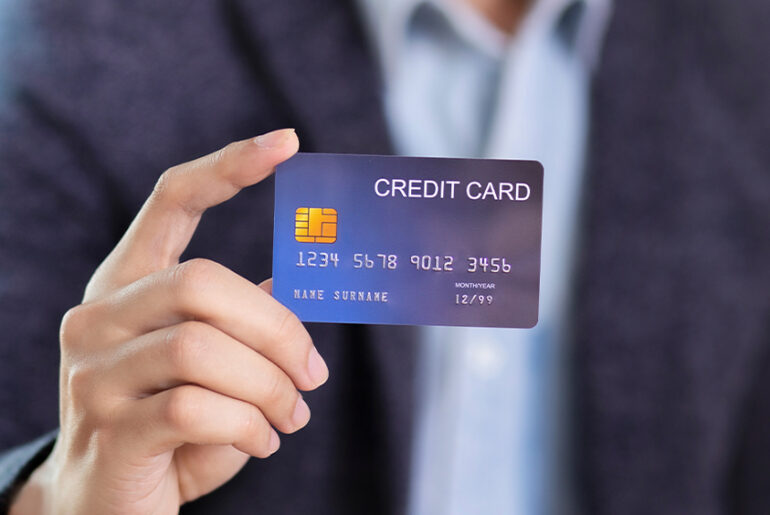 CREDIT CARD
1234 5678 9012 3456
MONTH/YEAR
NAME SURNAME 12/99